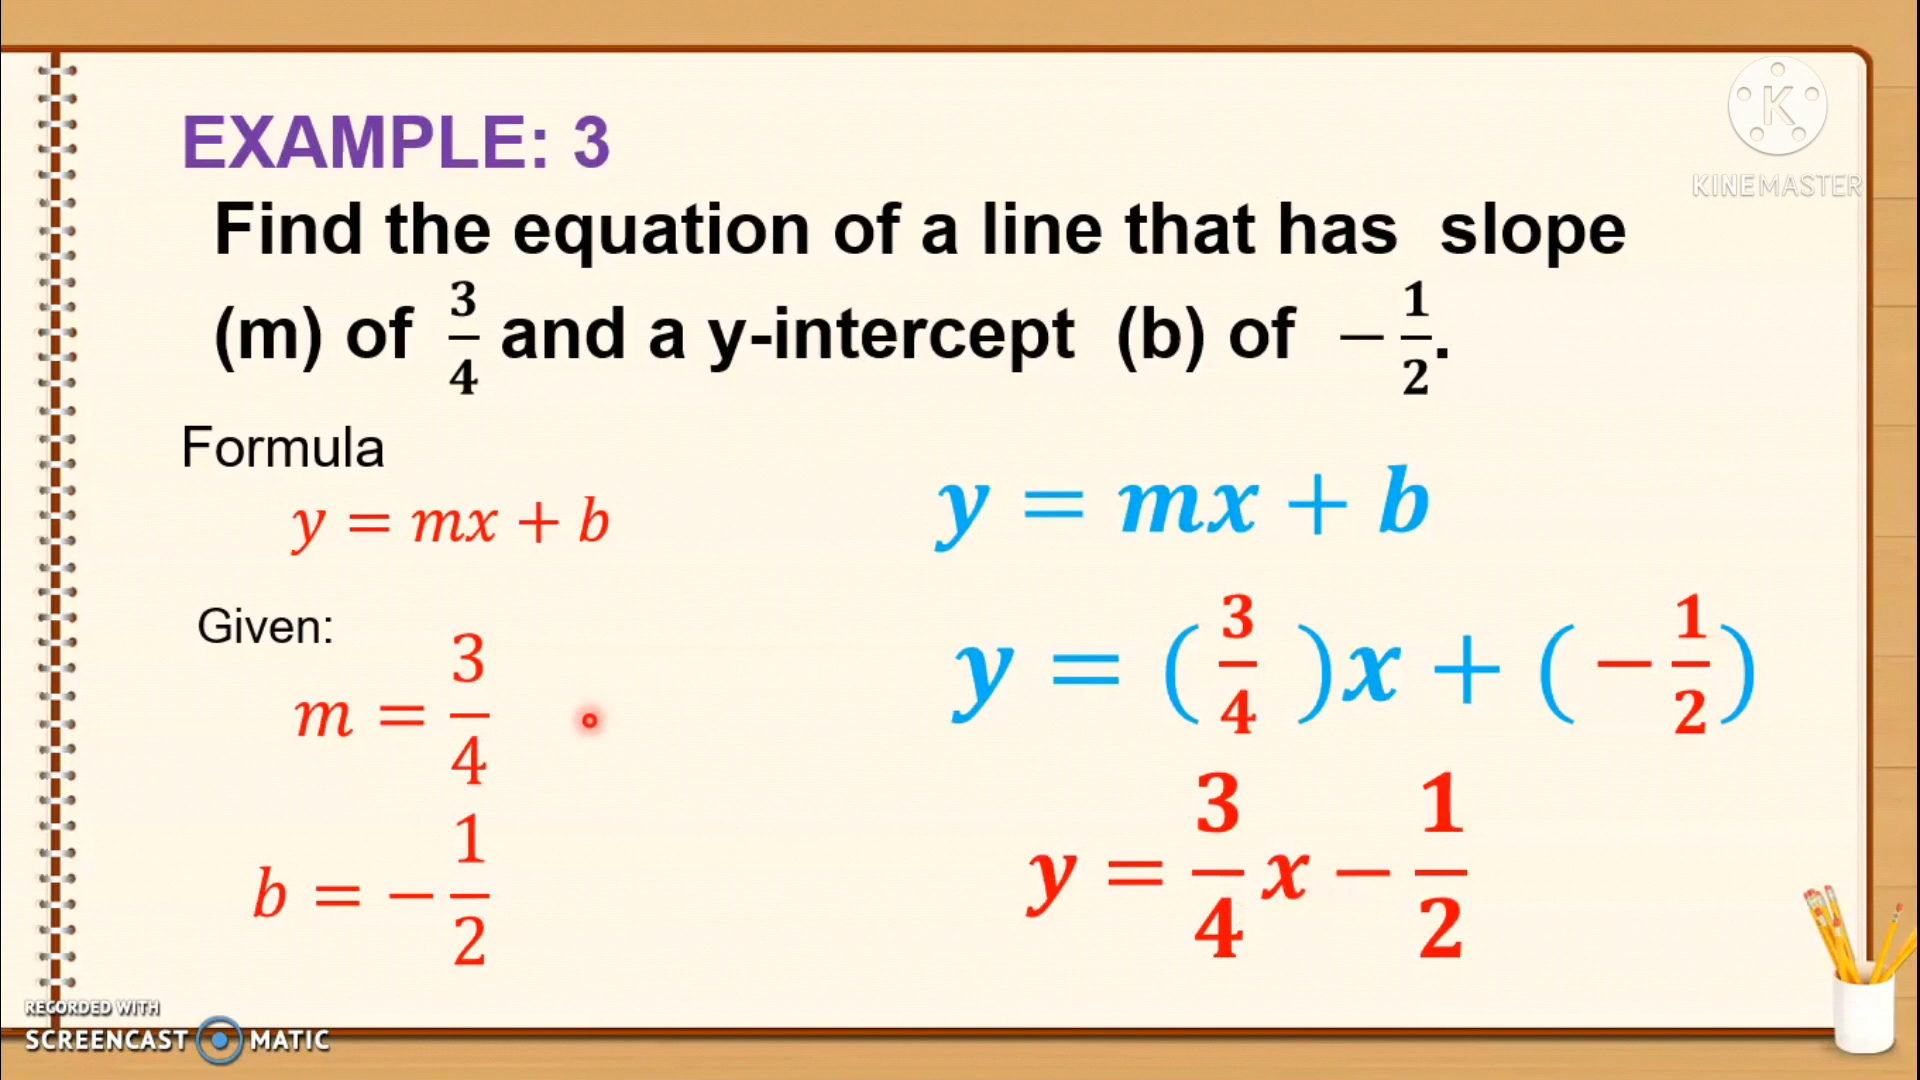 EXAMPLE: 3
Find the equation of a line that has slope
(m) of 3/4 and a y-intercept (b) of −1/2.
Formula
y = mx + b
Given:
m = 3/4
b = −1/2
y = mx + b
y = (3/4)x + (−1/2)
y = 3/4 x − 1/2
K
KINEMASTER
RECORDED WITH
SCREENCAST MATIC